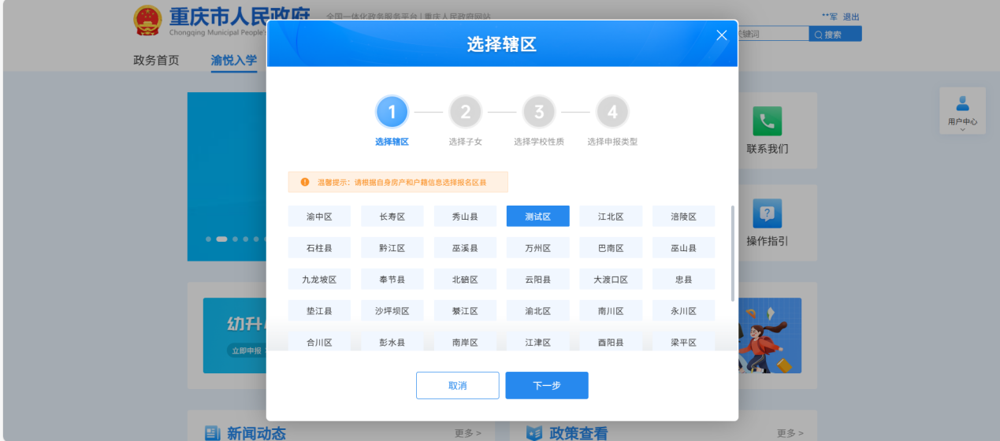 重庆市人民政府
Chongqing Municipal People's
全国一体化政务服务平台 | 重庆人民政府网站
**军 退出
关键词
搜索
政务首页 渝悦入学
选择辖区
1 2 3 4
选择辖区 选择子女 选择学校性质 选择申报类型
温馨提示：请根据自身房产和户籍信息选择报名区县
渝中区 长寿区 秀山县 测试区 江北区 涪陵区
石柱县 黔江区 巫溪县 万州区 巴南区 巫山县
九龙坡区 奉节县 北碚区 云阳县 大渡口区 忠县
垫江县 沙坪坝区 綦江区 渝北区 南川区 永川区
合川区 彭水县 南岸区 江津区 酉阳县 梁平区
取消 下一步
用户中心
联系我们
操作指引
幼升
立即申报
新闻动态 更多 >
政策查看 更多 >